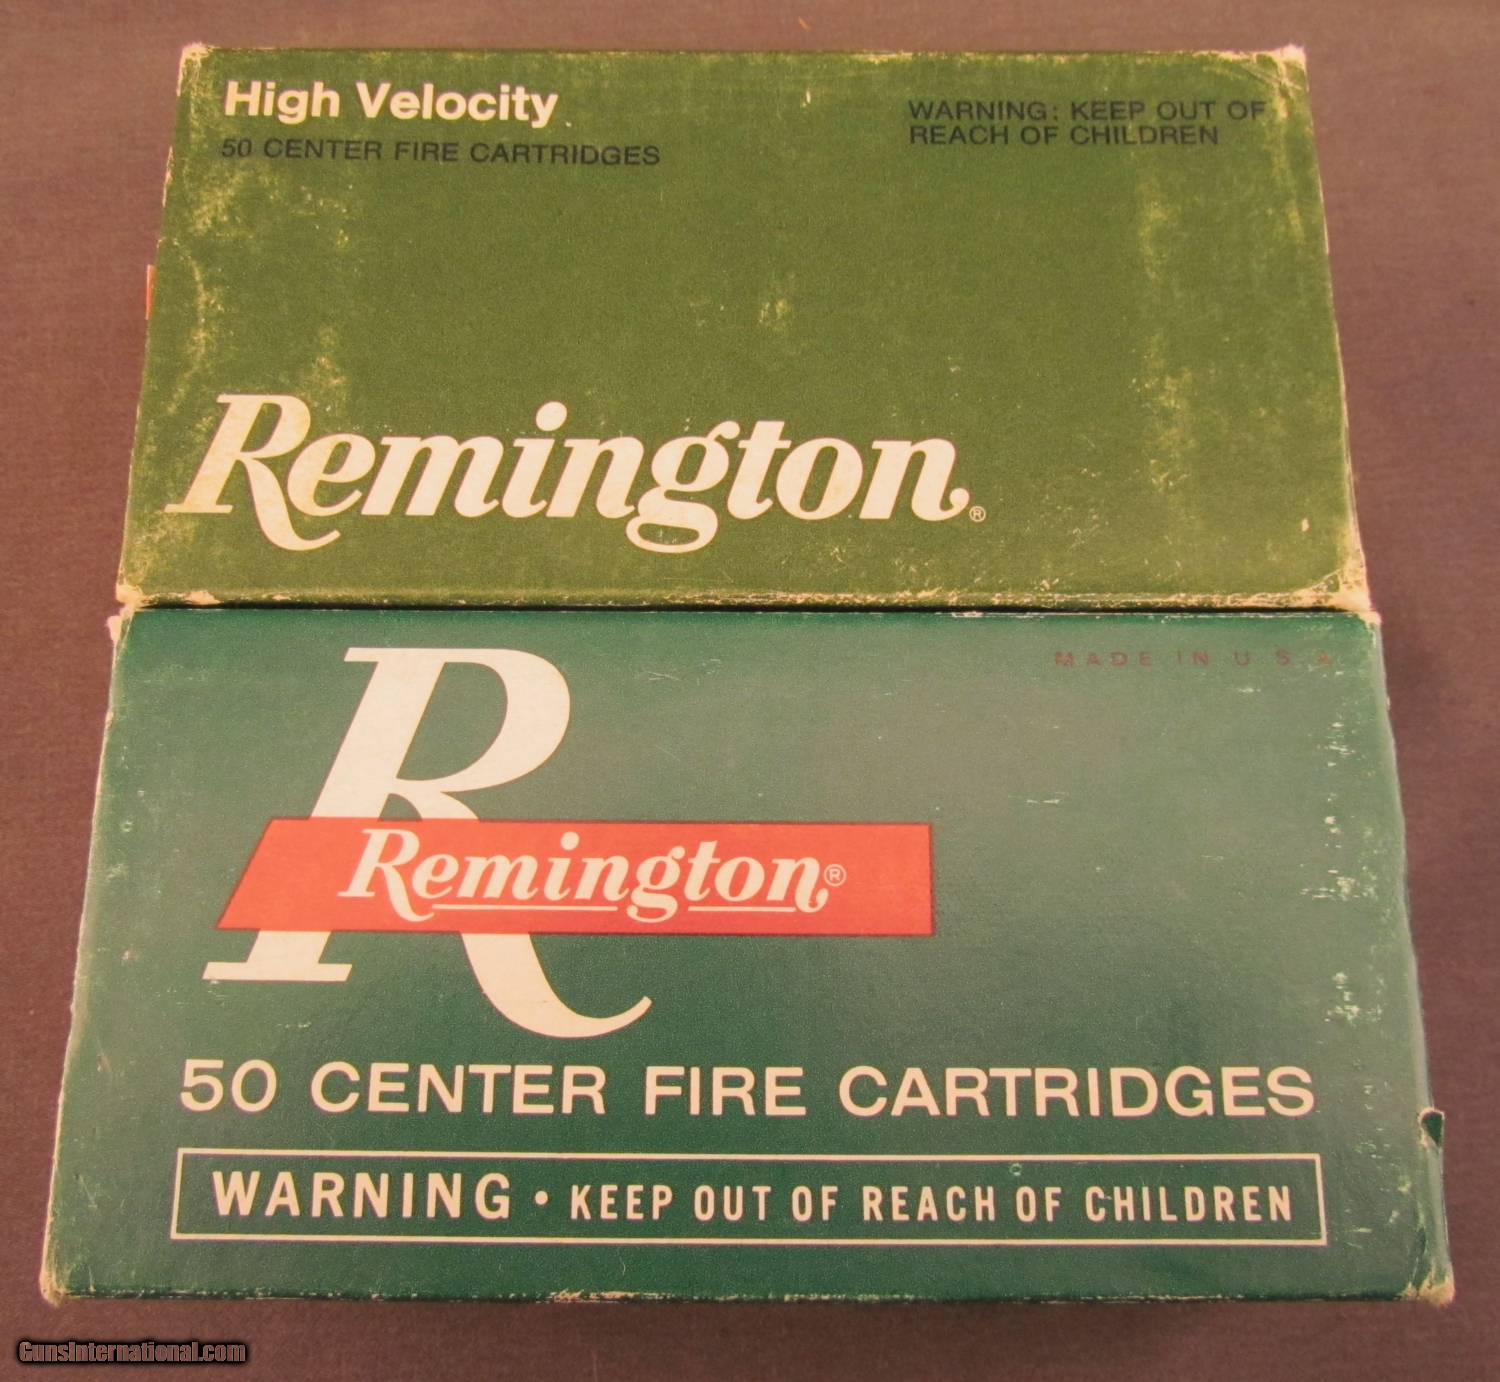 High Velocity
50 CENTER FIRE CARTRIDGES
WARNING: KEEP OUT OF
REACH OF CHILDREN
Remington®
MADE IN U S A
R
Remington®
50 CENTER FIRE CARTRIDGES
WARNING • KEEP OUT OF REACH OF CHILDREN
GunsInternational.com